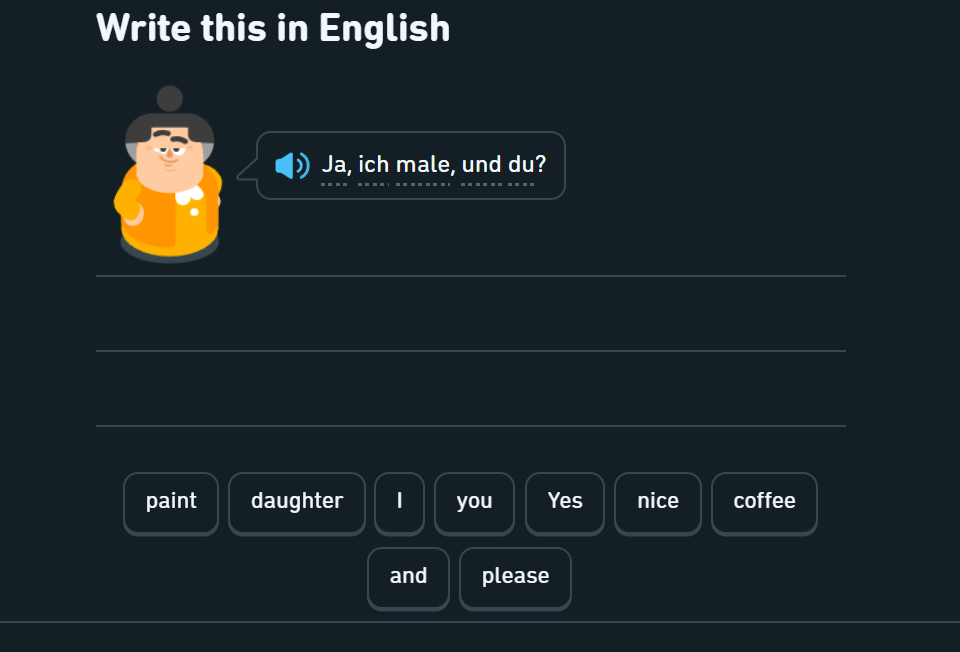 Write this in English
Ja, ich male, und du?
paint daughter I you Yes nice coffee
and please